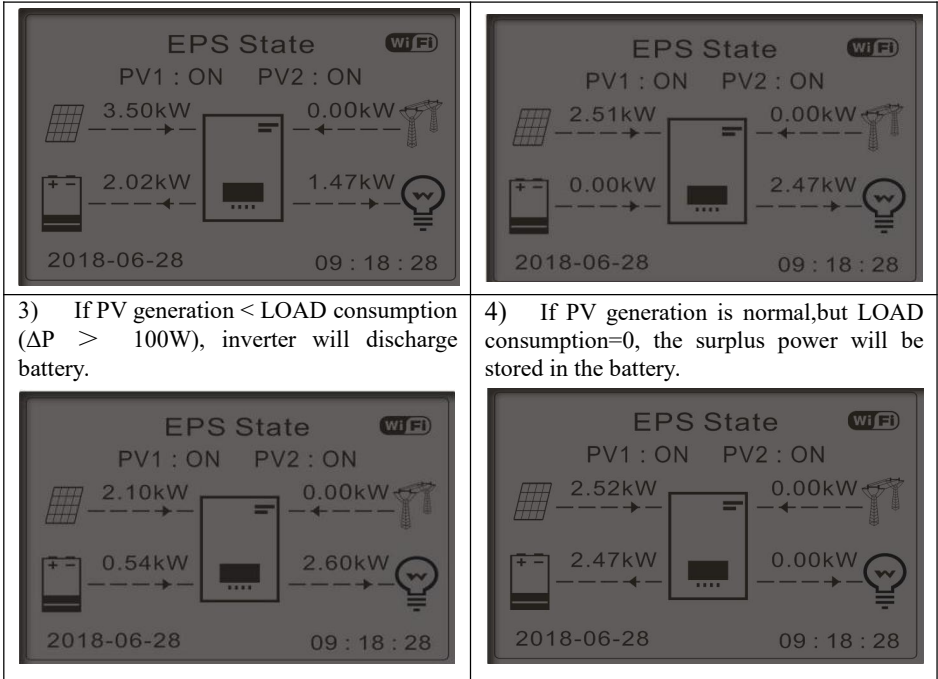 EPS State WiFi
PV1 : ON PV2 : ON
3.50kW 0.00kW
2.02kW 1.47kW
2018-06-28 09 : 18 : 28
EPS State WiFi
PV1 : ON PV2 : ON
2.51kW 0.00kW
0.00kW 2.47kW
2018-06-28 09 : 18 : 28
3) If PV generation < LOAD consumption
(ΔP > 100W), inverter will discharge
battery.
4) If PV generation is normal,but LOAD
consumption=0, the surplus power will be
stored in the battery.
EPS State WiFi
PV1 : ON PV2 : ON
2.10kW 0.00kW
0.54kW 2.60kW
2018-06-28 09 : 18 : 28
EPS State WiFi
PV1 : ON PV2 : ON
2.52kW 0.00kW
2.47kW 0.00kW
2018-06-28 09 : 18 : 28